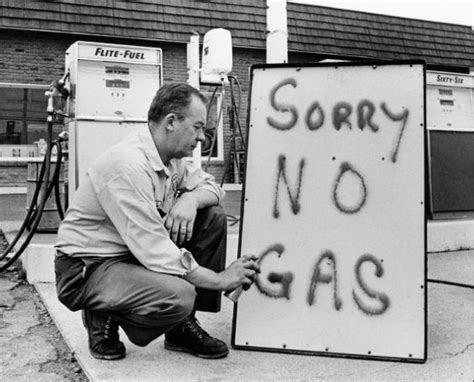 FLITE-FUEL
SIXTY-SIX
SORRY
NO
GAS